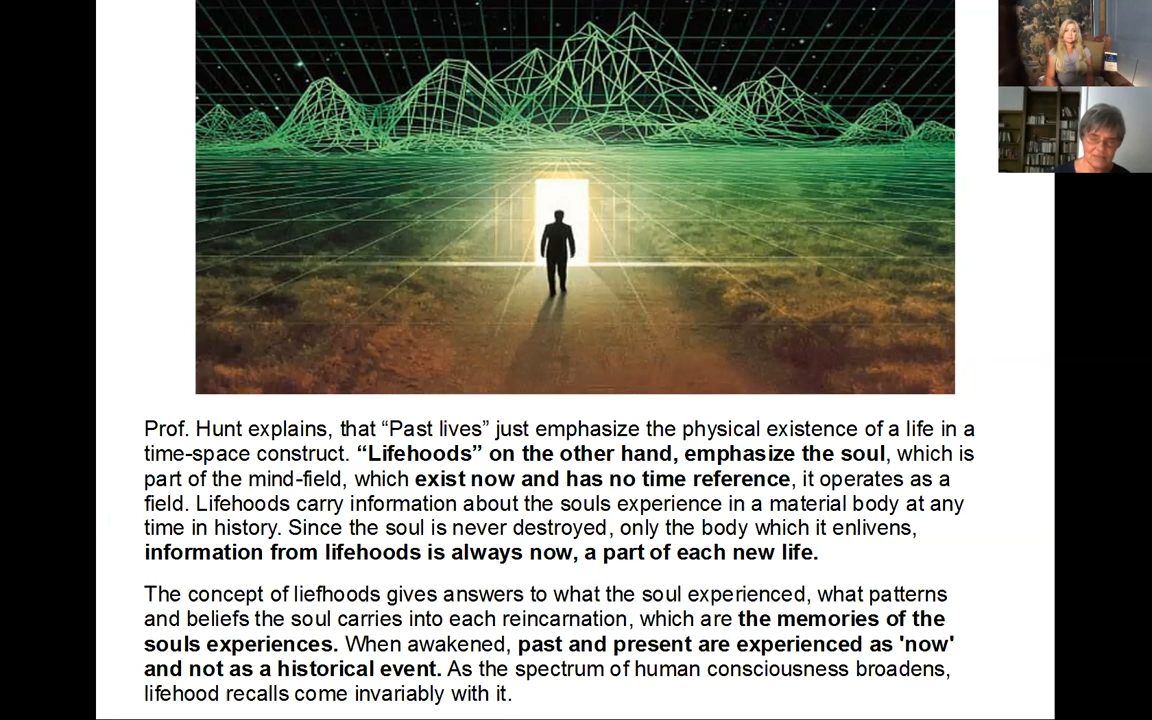 Prof. Hunt explains, that “Past lives” just emphasize the physical existence of a life in a
time-space construct. “Lifehoods” on the other hand, emphasize the soul, which is
part of the mind-field, which exist now and has no time reference, it operates as a
field. Lifehoods carry information about the souls experience in a material body at any
time in history. Since the soul is never destroyed, only the body which it enlivens,
information from lifehoods is always now, a part of each new life.
The concept of liefhoods gives answers to what the soul experienced, what patterns
and beliefs the soul carries into each reincarnation, which are the memories of the
souls experiences. When awakened, past and present are experienced as 'now'
and not as a historical event. As the spectrum of human consciousness broadens,
lifehood recalls come invariably with it.